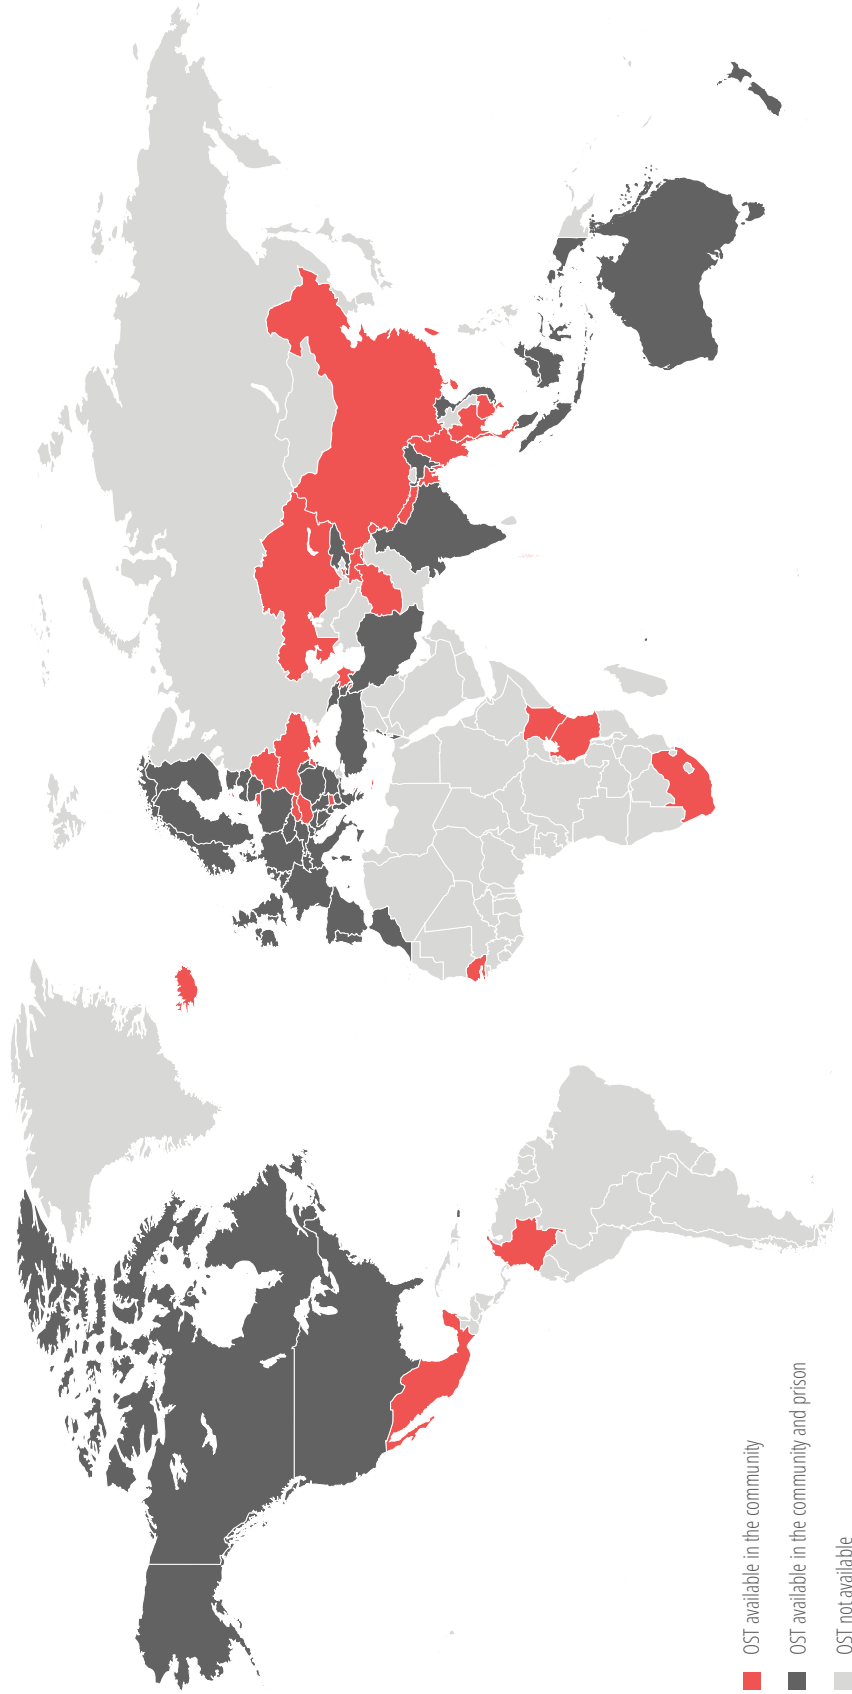 OST available in the community
OST available in the community and prison
OST not available